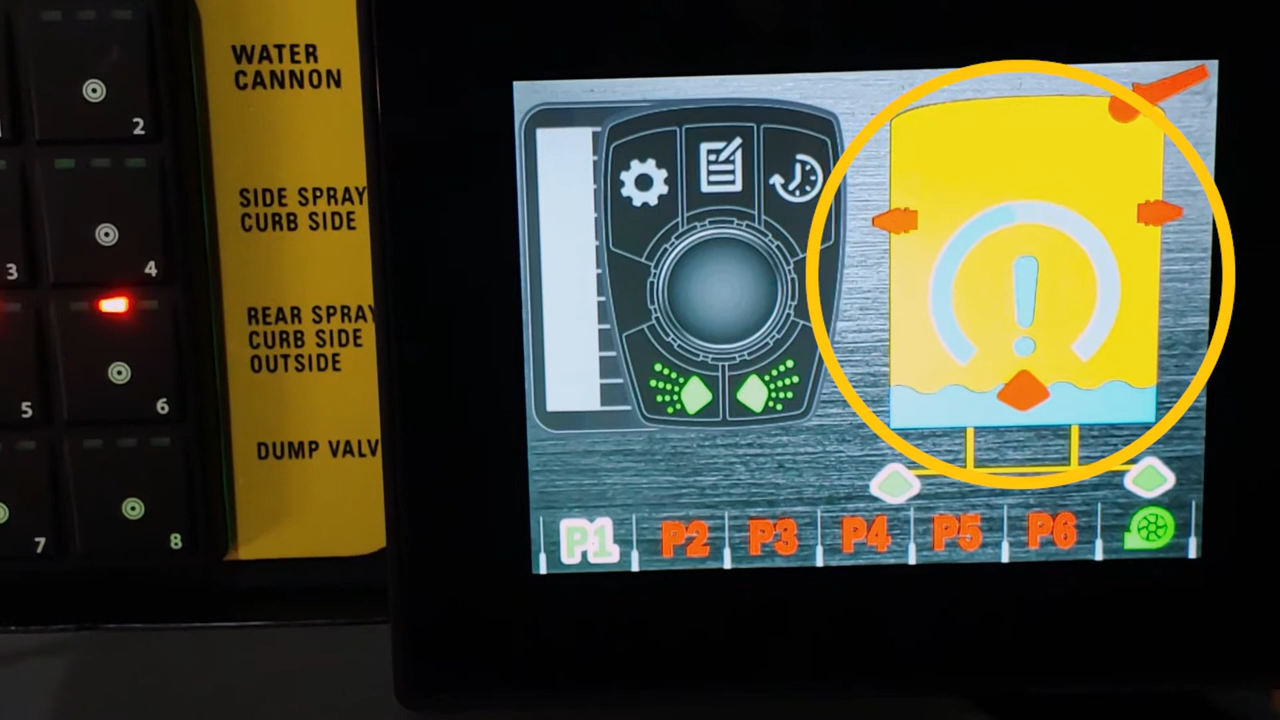 WATER
CANNON
2
SIDE SPRAY
CURB SIDE
3
4
REAR SPRAY
CURB SIDE
OUTSIDE
5
6
DUMP VALV
7
8
!
P1
P2
P3
P4
P5
P6